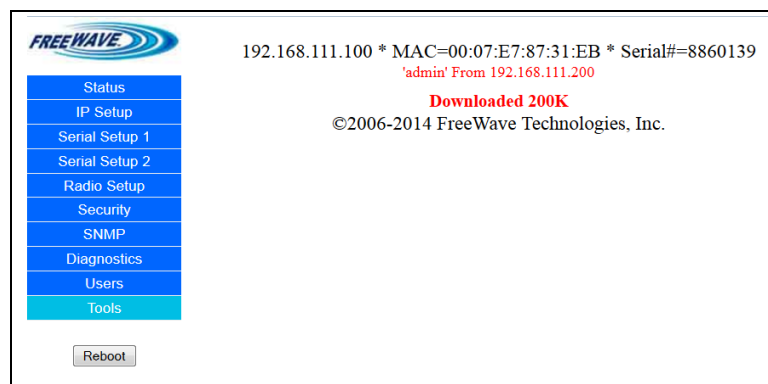 FREEWAVE
192.168.111.100 * MAC=00:07:E7:87:31:EB * Serial#=8860139
'admin' From 192.168.111.200
Downloaded 200K
©2006-2014 FreeWave Technologies, Inc.
Status
IP Setup
Serial Setup 1
Serial Setup 2
Radio Setup
Security
SNMP
Diagnostics
Users
Tools
Reboot